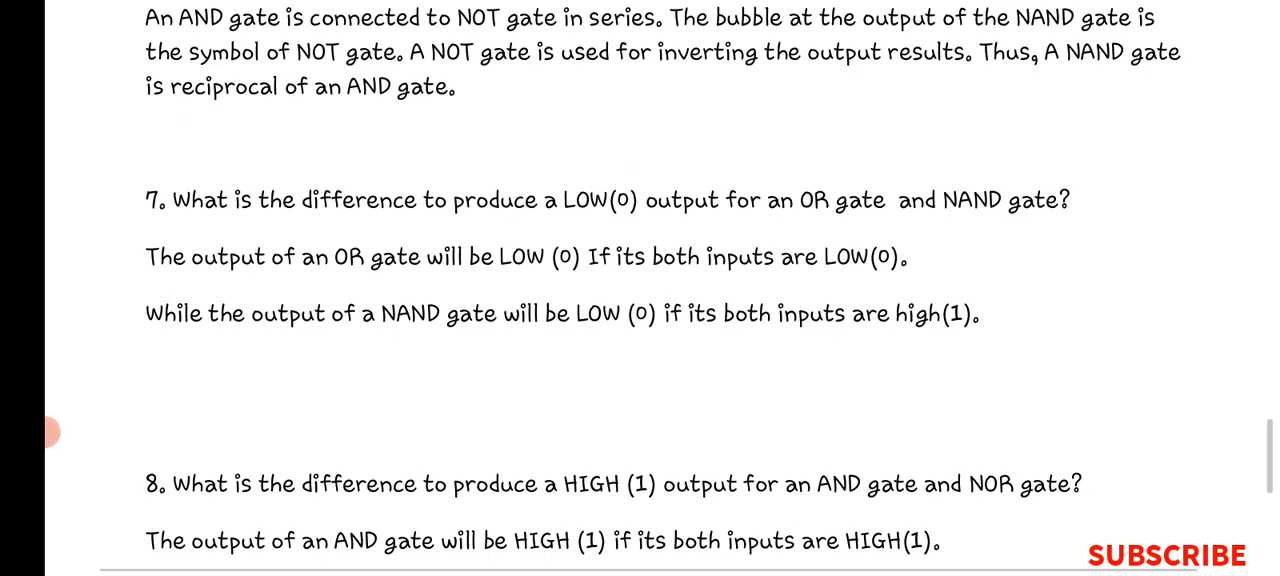 An AND gate is connected to NOT gate in series. The bubble at the output of the NAND gate is
the symbol of NOT gate. A NOT gate is used for inverting the output results. Thus, A NAND gate
is reciprocal of an AND gate.
7. What is the difference to produce a LOW(0) output for an OR gate and NAND gate?
The output of an OR gate will be LOW (0) If its both inputs are LOW(0).
While the output of a NAND gate will be LOW (0) if its both inputs are high(1).
8. What is the difference to produce a HIGH (1) output for an AND gate and NOR gate?
The output of an AND gate will be HIGH (1) if its both inputs are HIGH(1).
SUBSCRIBE